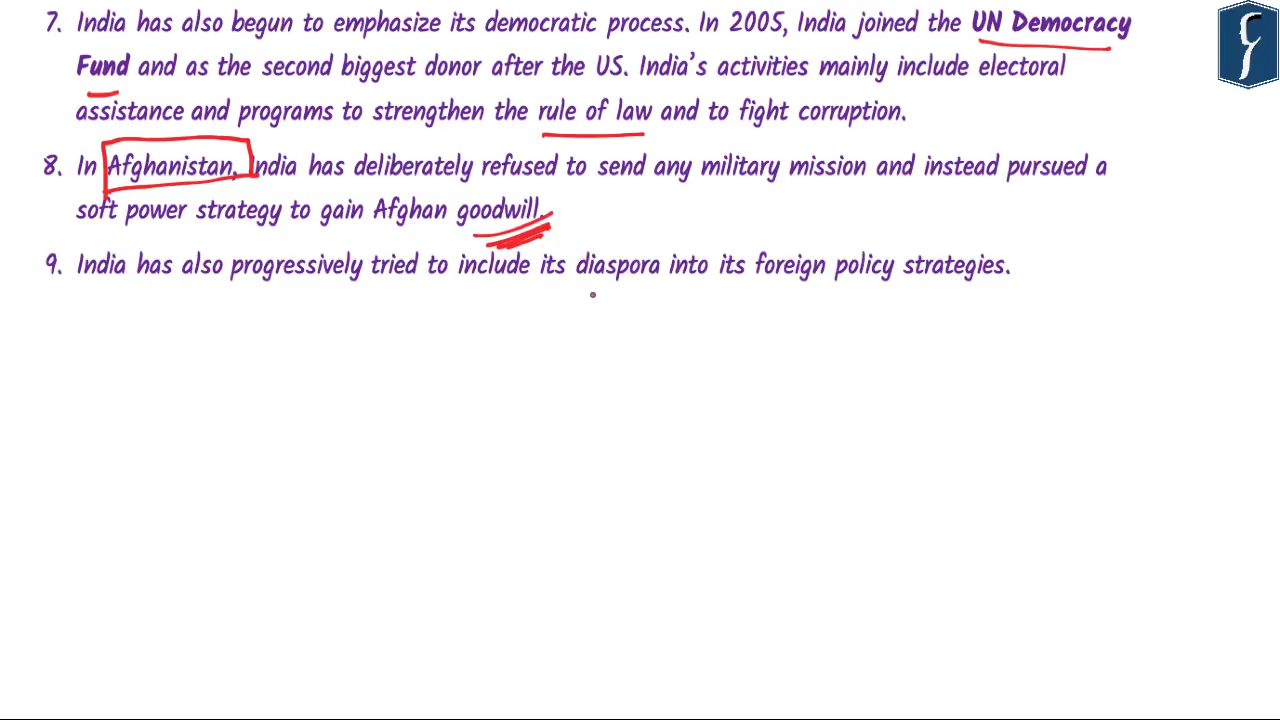 7. India has also begun to emphasize its democratic process. In 2005, India joined the UN Democracy
Fund and as the second biggest donor after the US. India's activities mainly include electoral
assistance and programs to strengthen the rule of law and to fight corruption.
8. In Afghanistan, India has deliberately refused to send any military mission and instead pursued a
soft power strategy to gain Afghan goodwill.
9. India has also progressively tried to include its diaspora into its foreign policy strategies.